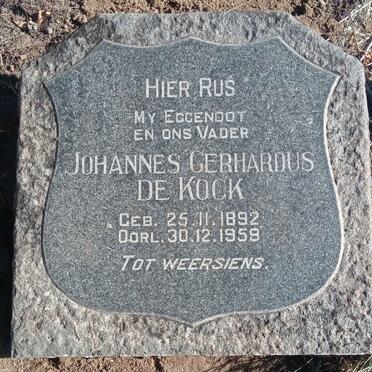 HIER RUS
MY EGGENOOT
EN ONS VADER
JOHANNES GERHARDUS
DE KOCK
GEB. 25.11.1892
OORL. 30.12.1959
TOT WEERSIENS.